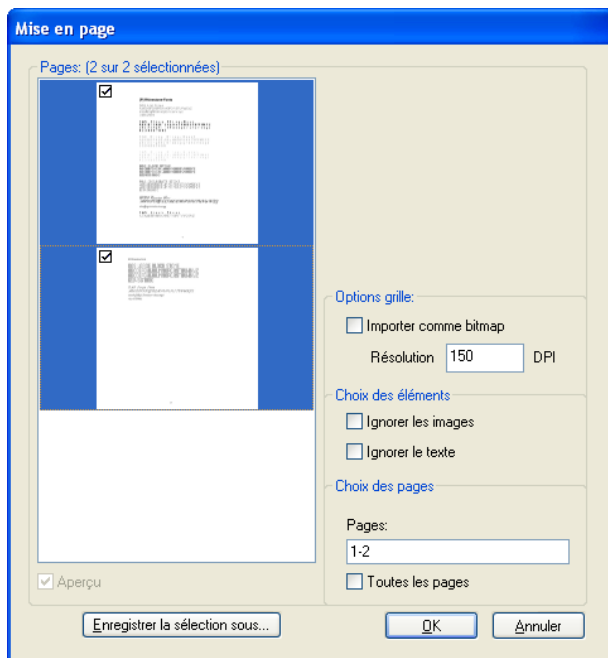 Mise en page
Pages: (2 sur 2 sélectionnées)
Options grille:
Importer comme bitmap
Résolution 150 DPI
Choix des éléments
Ignorer les images
Ignorer le texte
Choix des pages
Pages:
1-2
Toutes les pages
Aperçu
Enregistrer la sélection sous...
OK
Annuler